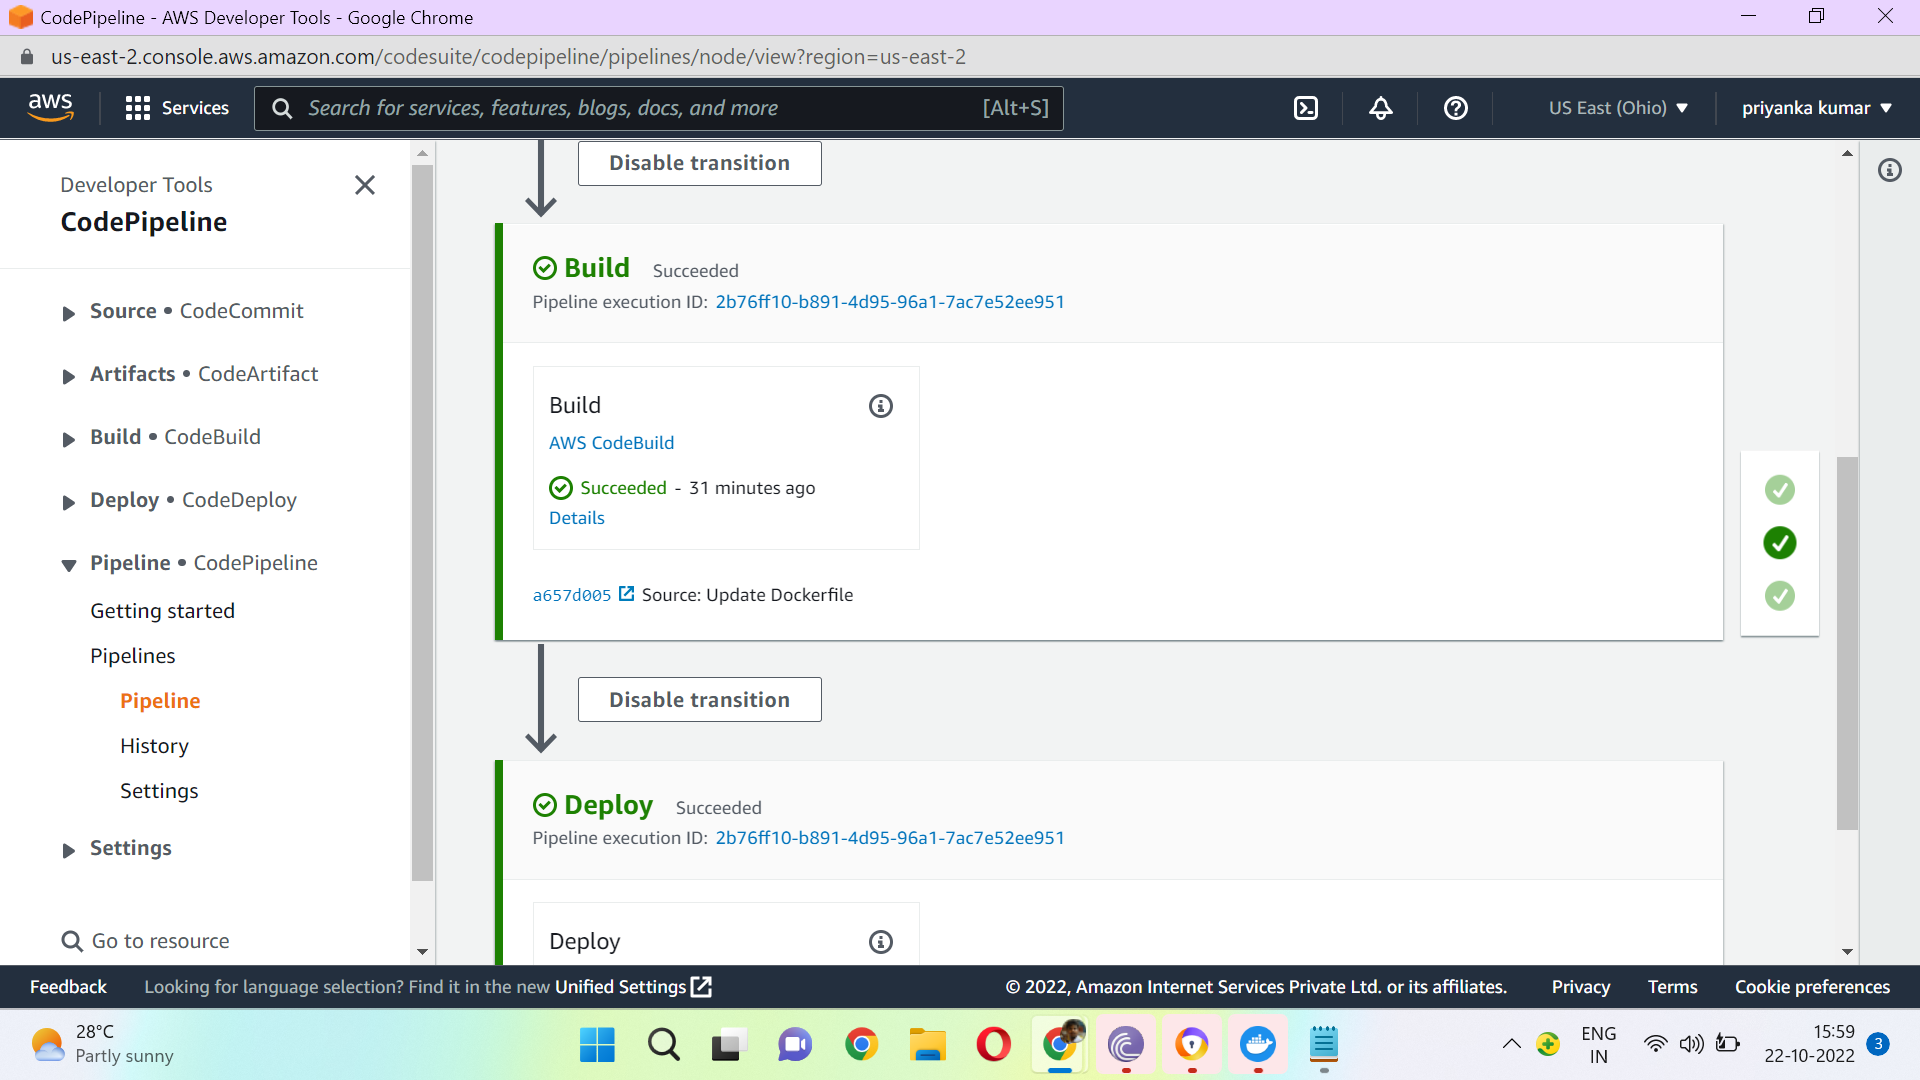 CodePipeline - AWS Developer Tools - Google Chrome
us-east-2.console.aws.amazon.com/codesuite/codepipeline/pipelines/node/view?region=us-east-2
aws
Services
Search for services, features, blogs, docs, and more
[Alt+S]
US East (Ohio)
priyanka kumar
Developer Tools
CodePipeline
Source • CodeCommit
Artifacts • CodeArtifact
Build • CodeBuild
Deploy • CodeDeploy
Pipeline • CodePipeline
Getting started
Pipelines
Pipeline
History
Settings
Settings
Go to resource
Disable transition
Build Succeeded
Pipeline execution ID: 2b76ff10-b891-4d95-96a1-7ac7e52ee951
Build
AWS CodeBuild
Succeeded - 31 minutes ago
Details
a657d005 Source: Update Dockerfile
Disable transition
Deploy Succeeded
Pipeline execution ID: 2b76ff10-b891-4d95-96a1-7ac7e52ee951
Deploy
Feedback
Looking for language selection? Find it in the new Unified Settings
© 2022, Amazon Internet Services Private Ltd. or its affiliates.
Privacy
Terms
Cookie preferences
28°C
Partly sunny
ENG
IN
15:59
22-10-2022
3